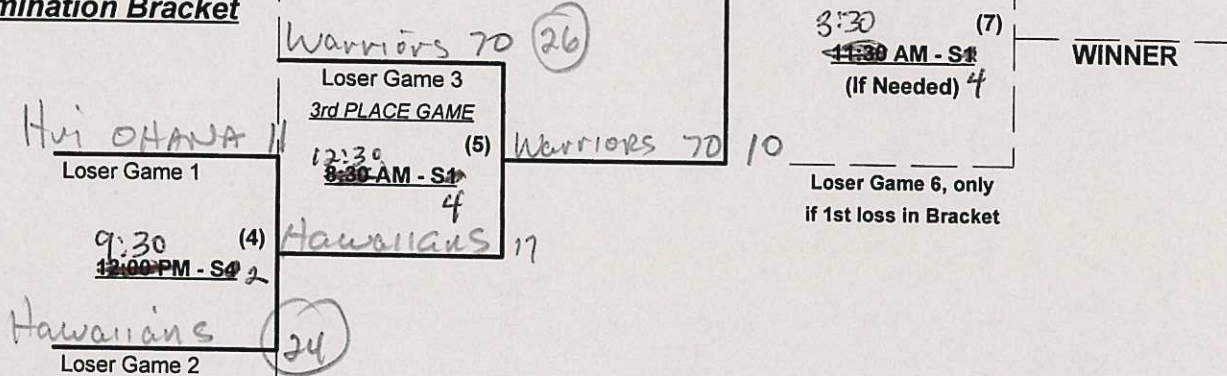 mination Bracket
Warriors 70 26
Loser Game 3
3rd PLACE GAME
(5)
12:30
8:30 AM - S1
4
Hui OHANA 11
Loser Game 1
9:30
(4)
12:00 PM - S4 2
Hawaiians 24
Loser Game 2
Hawaiians 17
Warriors 70 10
3:30
(7)
11:30 AM - S1
(If Needed) 4
WINNER
Loser Game 6, only
if 1st loss in Bracket